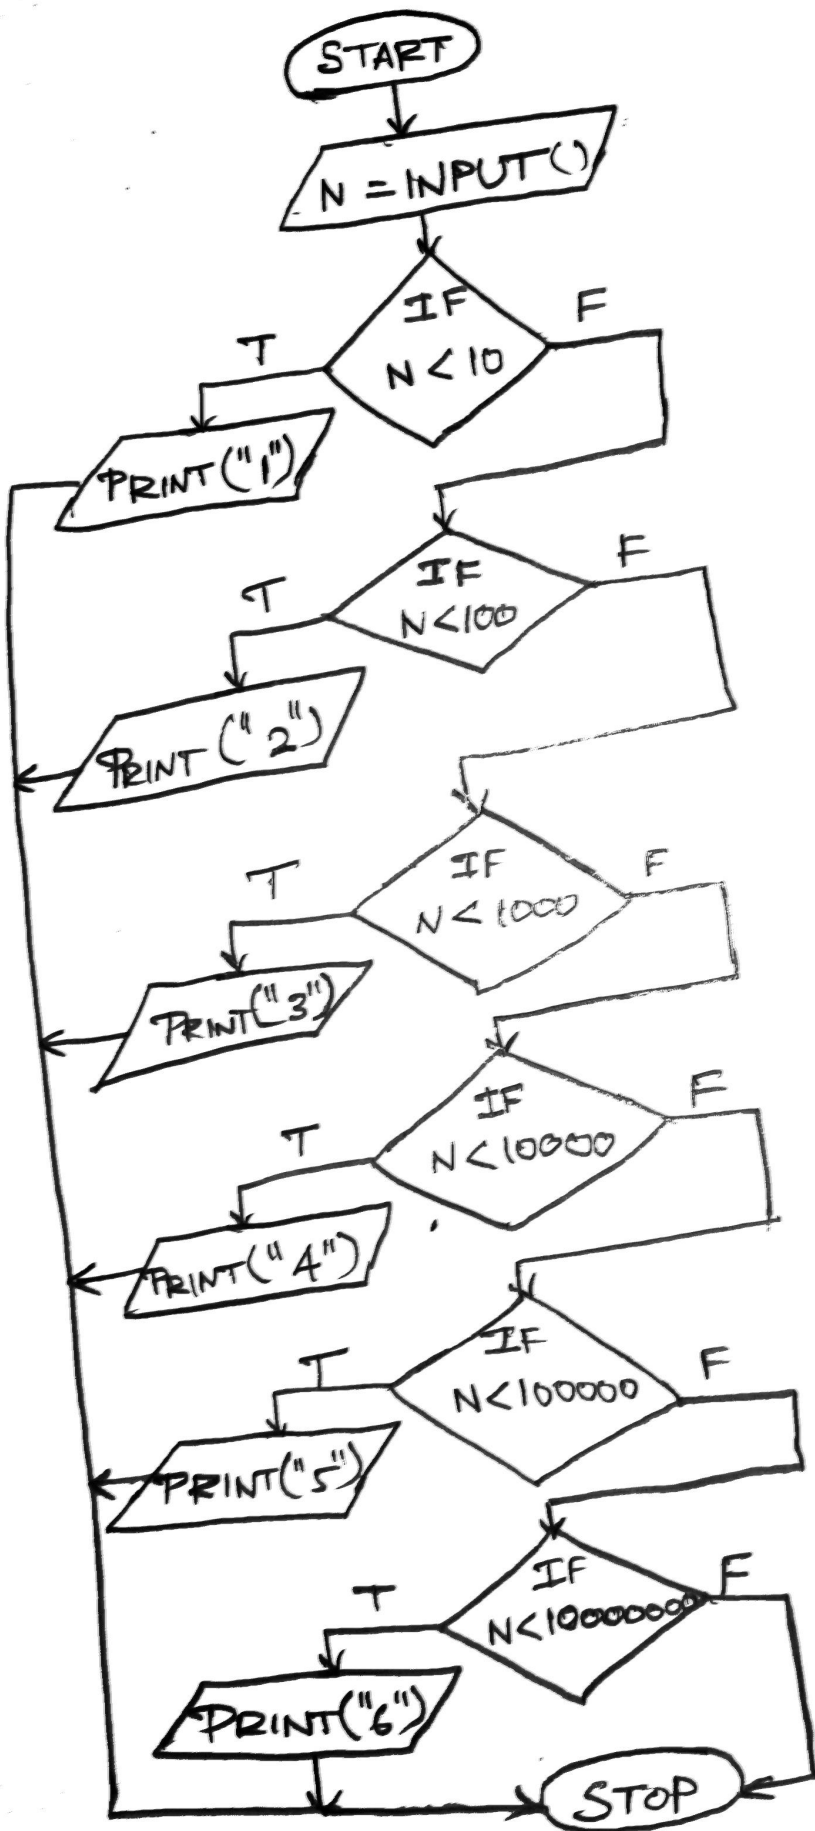 START
N = INPUT()
IF
N < 10
T
F
PRINT("1")
IF
N < 100
T
F
PRINT("2")
IF
N < 1000
T
F
PRINT("3")
IF
N < 10000
T
F
PRINT("4")
IF
N < 100000
T
F
PRINT("5")
IF
T
F
PRINT("6")
STOP